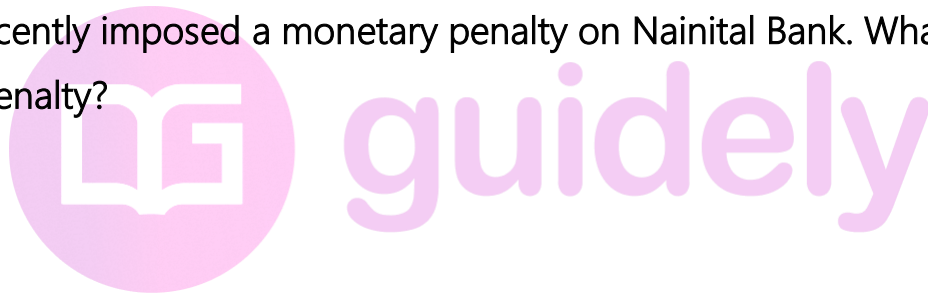 cently imposed a monetary penalty on Nainital Bank. Wha
enalty?
guidely